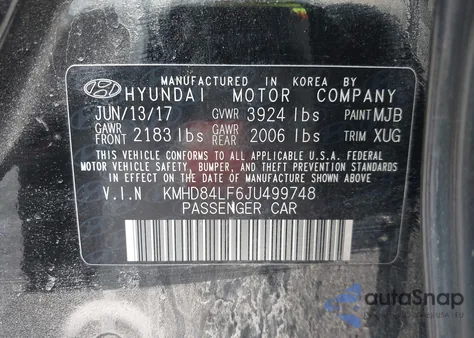 MANUFACTURED IN KOREA BY
HYUNDAI MOTOR COMPANY
JUN/13/17 GVWR 3924 lbs PAINT MJB
GAWR FRONT 2183 lbs GAWR REAR 2006 lbs TRIM XUG
THIS VEHICLE CONFORMS TO ALL APPLICABLE U.S.A. FEDERAL
MOTOR VEHICLE SAFETY, BUMPER, AND THEFT PREVENTION STANDARDS
IN EFFECT ON THE DATE OF MANUFACTURE SHOWN ABOVE.
V.I.N KMHD84LF6JU499748
PASSENGER CAR
autoSnap